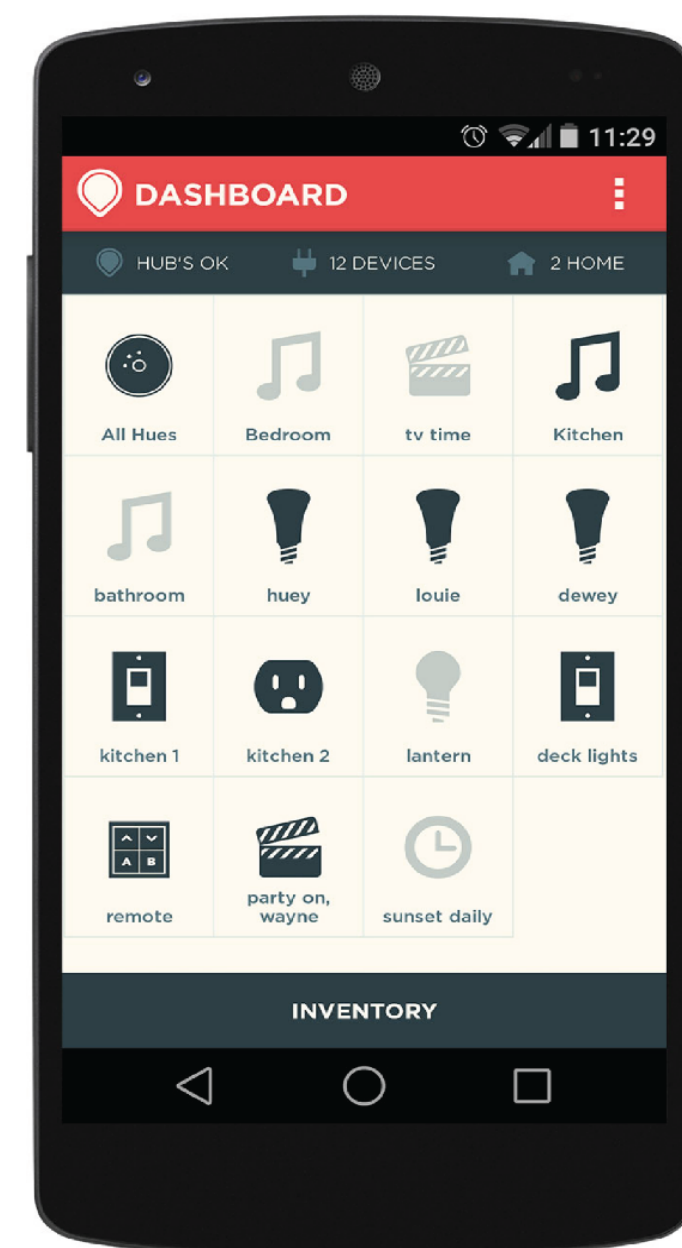 11:29
DASHBOARD
HUB'S OK 12 DEVICES 2 HOME
All Hues Bedroom tv time Kitchen
bathroom huey louie dewey
kitchen 1 kitchen 2 lantern deck lights
A B
remote party on,
wayne sunset daily
INVENTORY